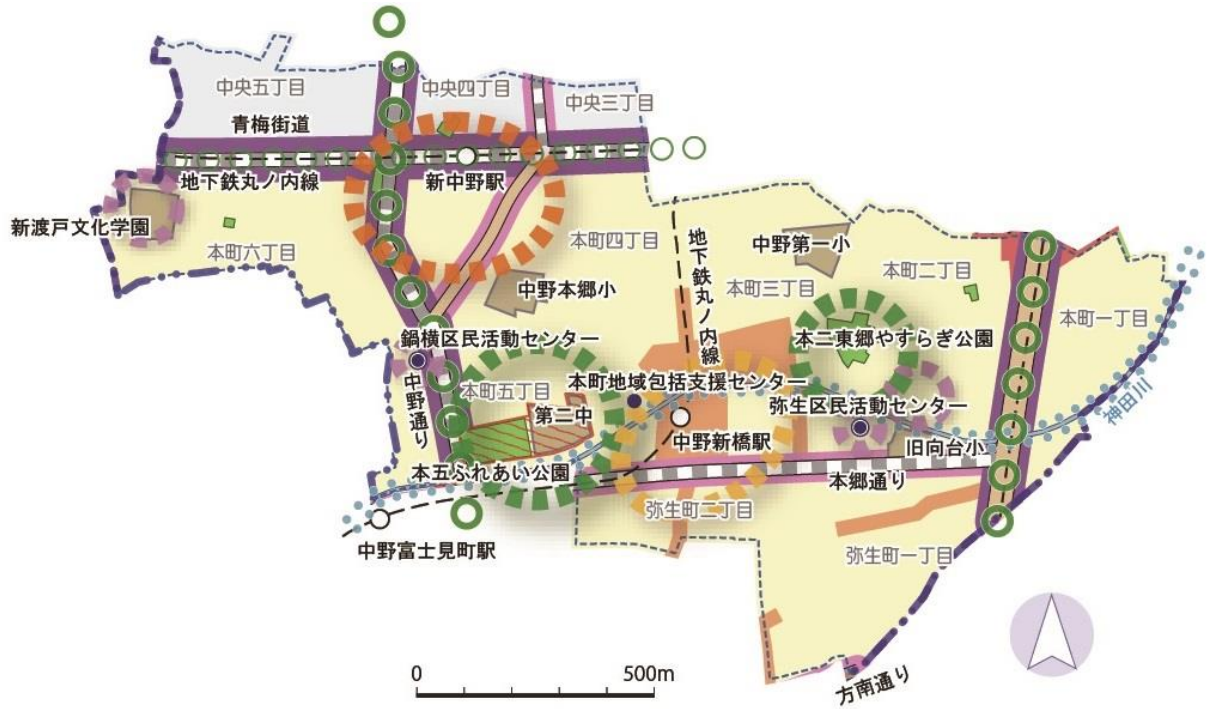 中央五丁目
中央四丁目
中央三丁目
青梅街道
地下鉄丸ノ内線
新中野駅
新渡戸文化学園
本町六丁目
本町四丁目
地下鉄丸ノ内線
中野第一小
本町二丁目
中野本郷小
本町三丁目
本町一丁目
鍋横区民活動センター
本二東郷やすらぎ公園
中野通り
本町五丁目
本町地域包括支援センター
神田川
第二中
弥生区民活動センター
中野新橋駅
旧向台小
本五ふれあい公園
本郷通り
弥生町二丁目
中野富士見町駅
弥生町一丁目
0 500m
方南通り